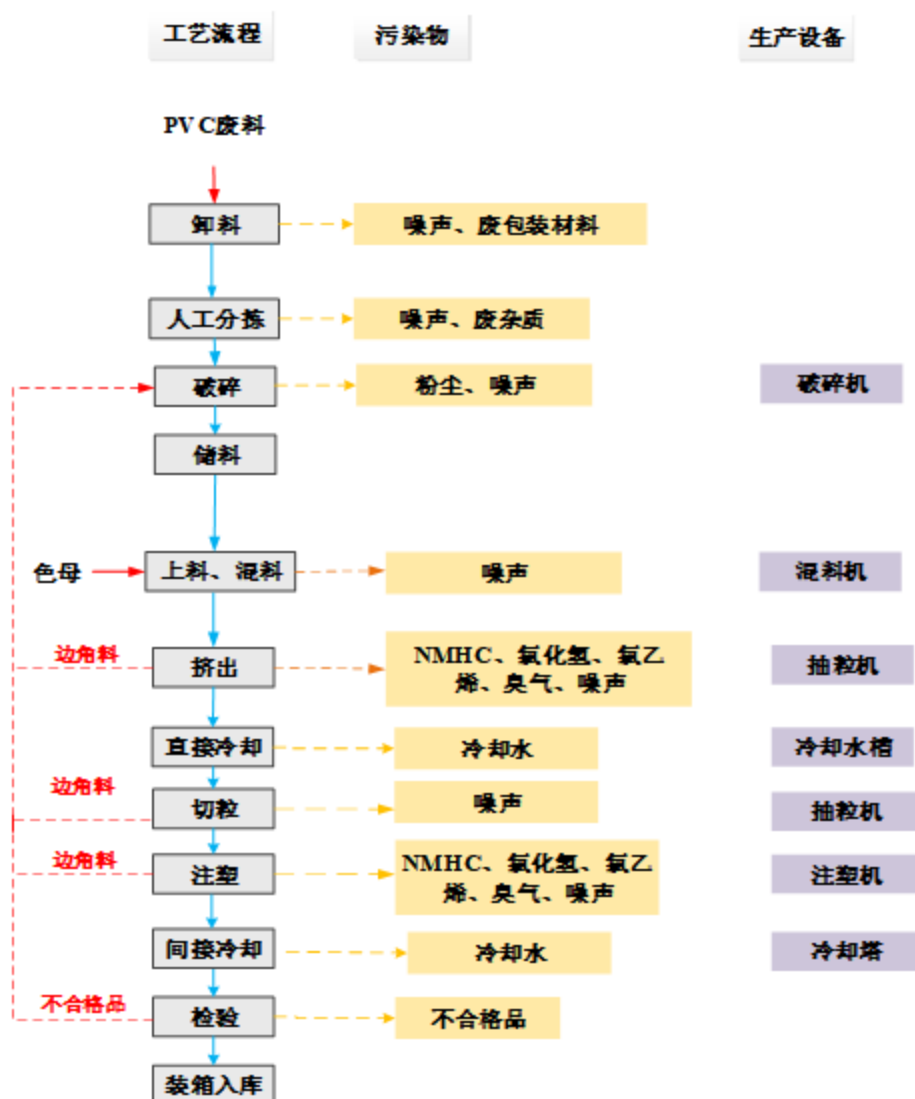 工艺流程 污染物 生产设备
PVC废料
卸料 噪声、废包装材料
人工分拣 噪声、废杂质
破碎 粉尘、噪声 破碎机
储料
色母 上料、混料 噪声 混料机
边角料 挤出 NMHC、氯化氢、氯乙
烯、臭气、噪声 抽粒机
直接冷却 冷却水 冷却水槽
边角料 切粒 噪声 抽粒机
边角料 注塑 NMHC、氯化氢、氯乙
烯、臭气、噪声 注塑机
间接冷却 冷却水 冷却塔
不合格品 检验 不合格品
装箱入库